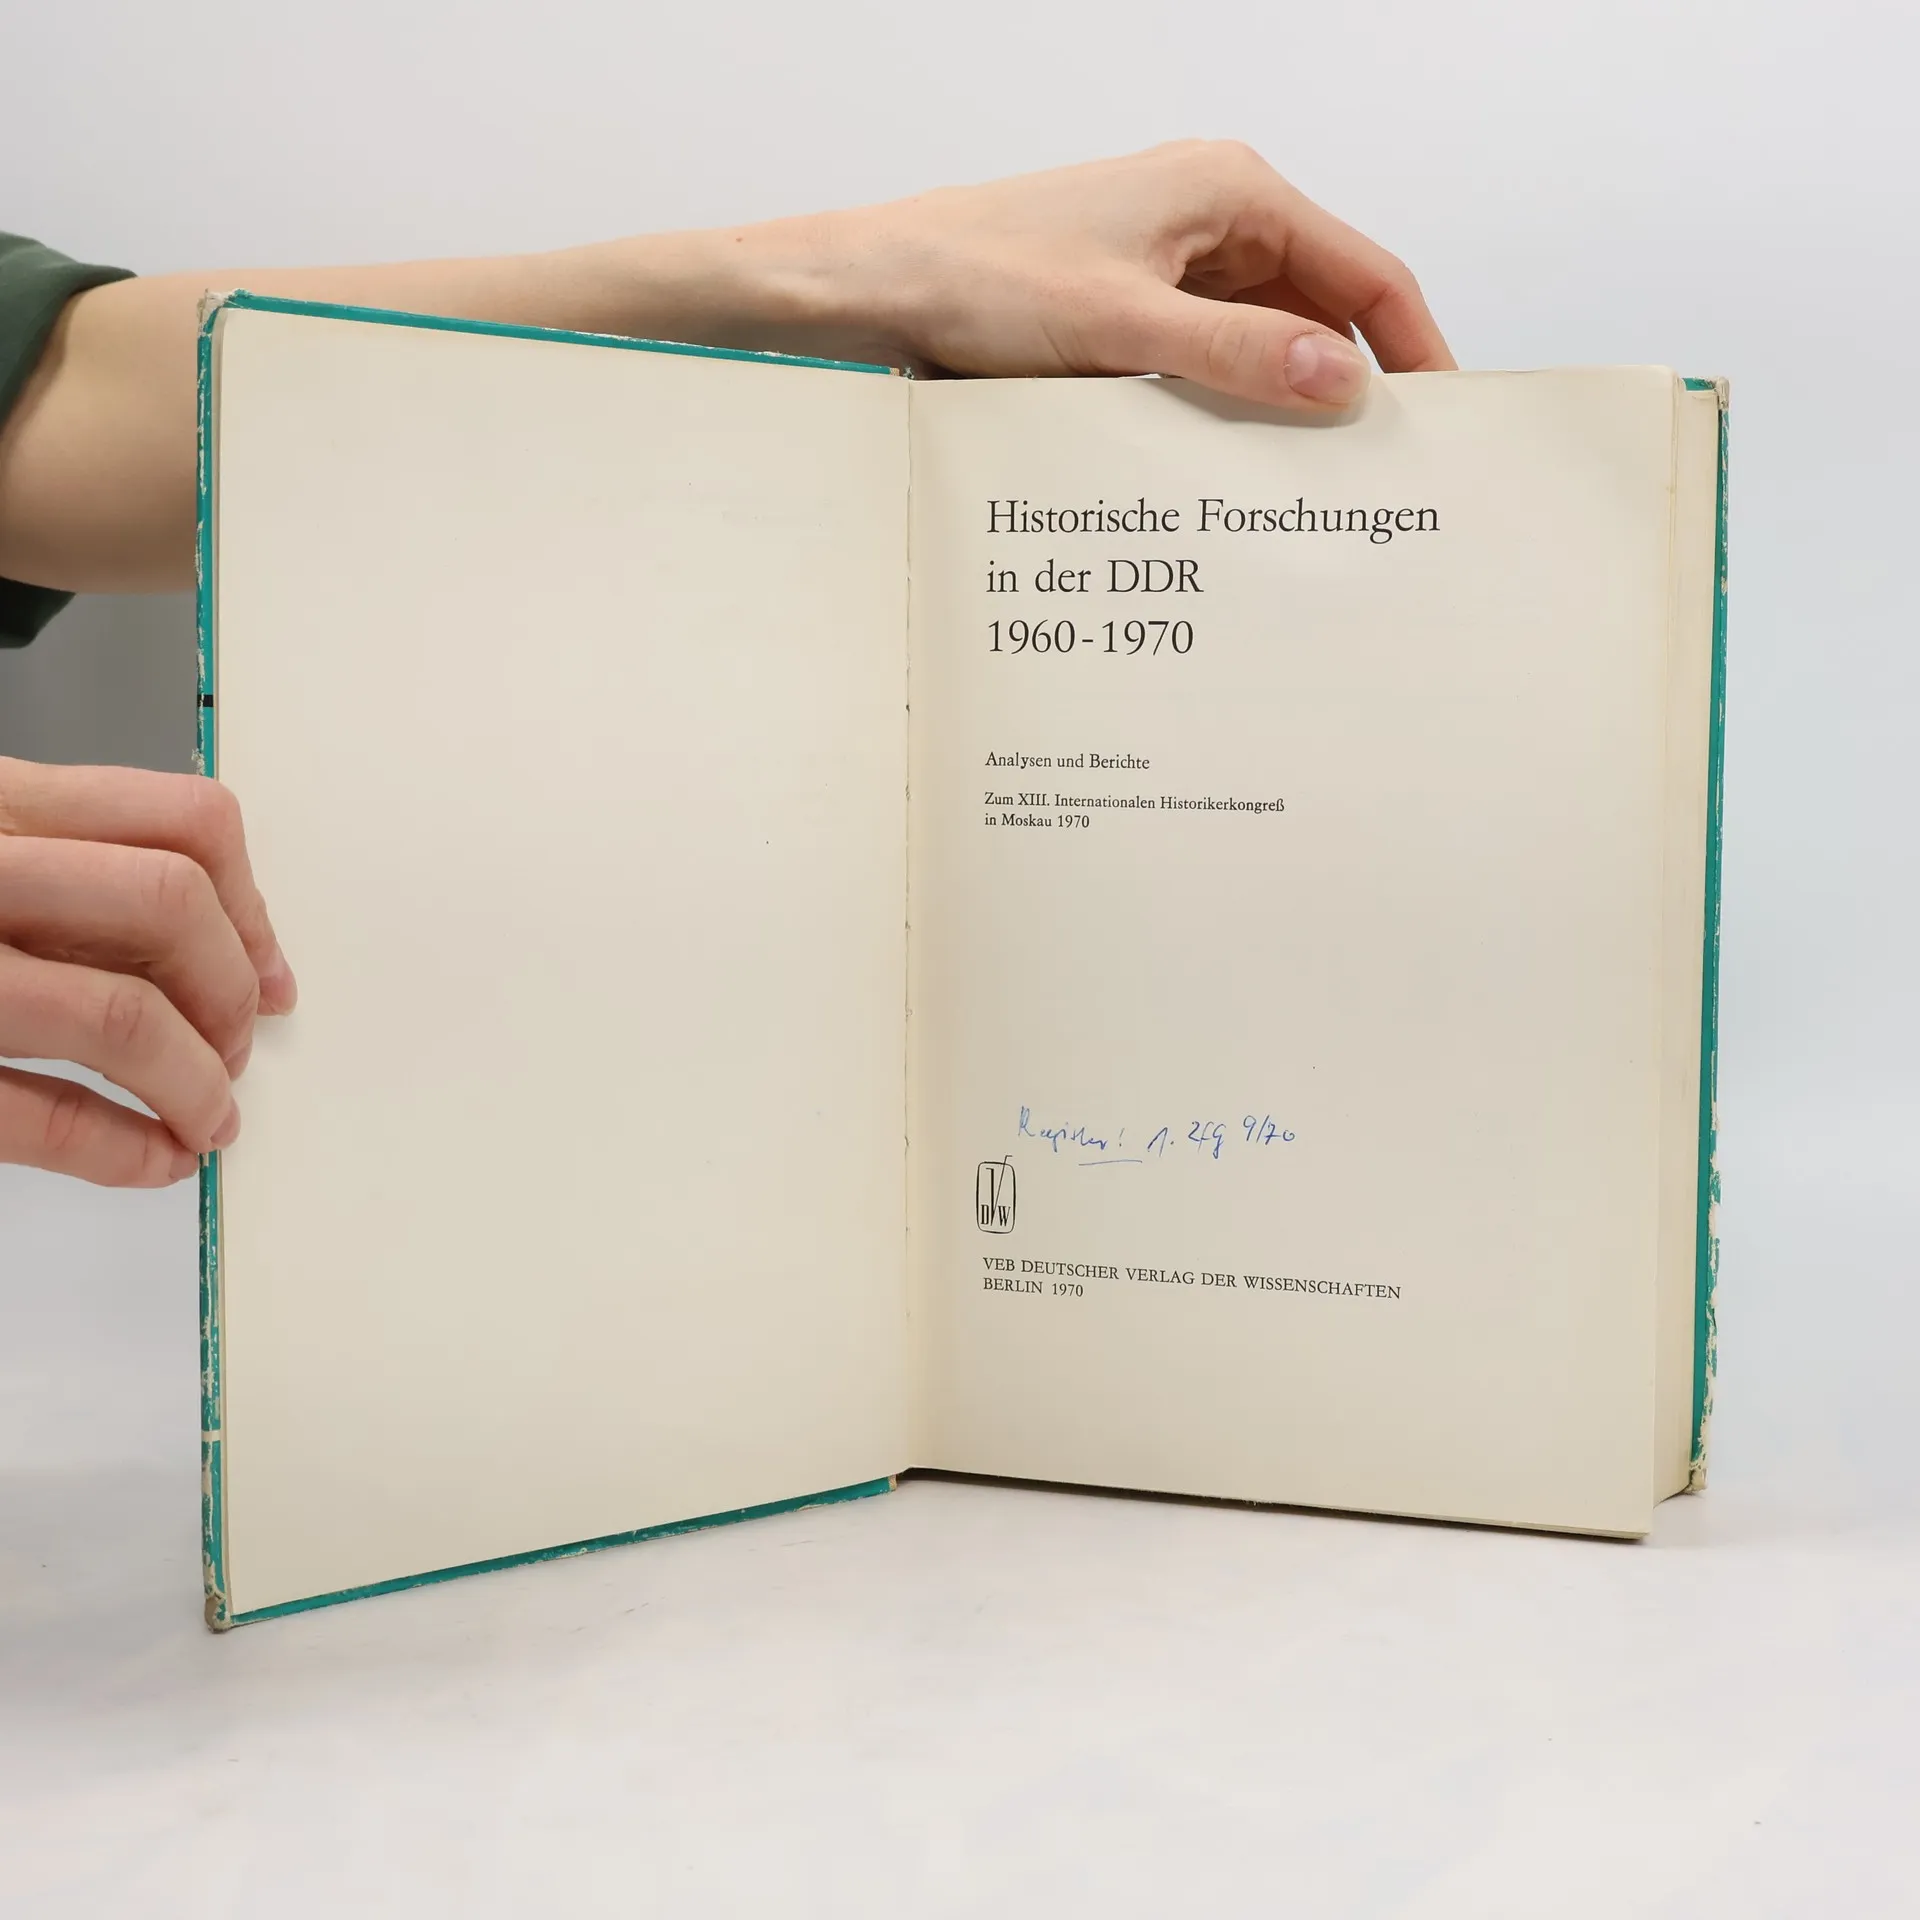 Historische Forschungen
in der DDR
1960-1970
Analysen und Berichte
Zum XIII. Internationalen Historikerkongreß
in Moskau 1970
Register! 1. ZfG 9/70
DVW
VEB DEUTSCHER VERLAG DER WISSENSCHAFTEN
BERLIN 1970